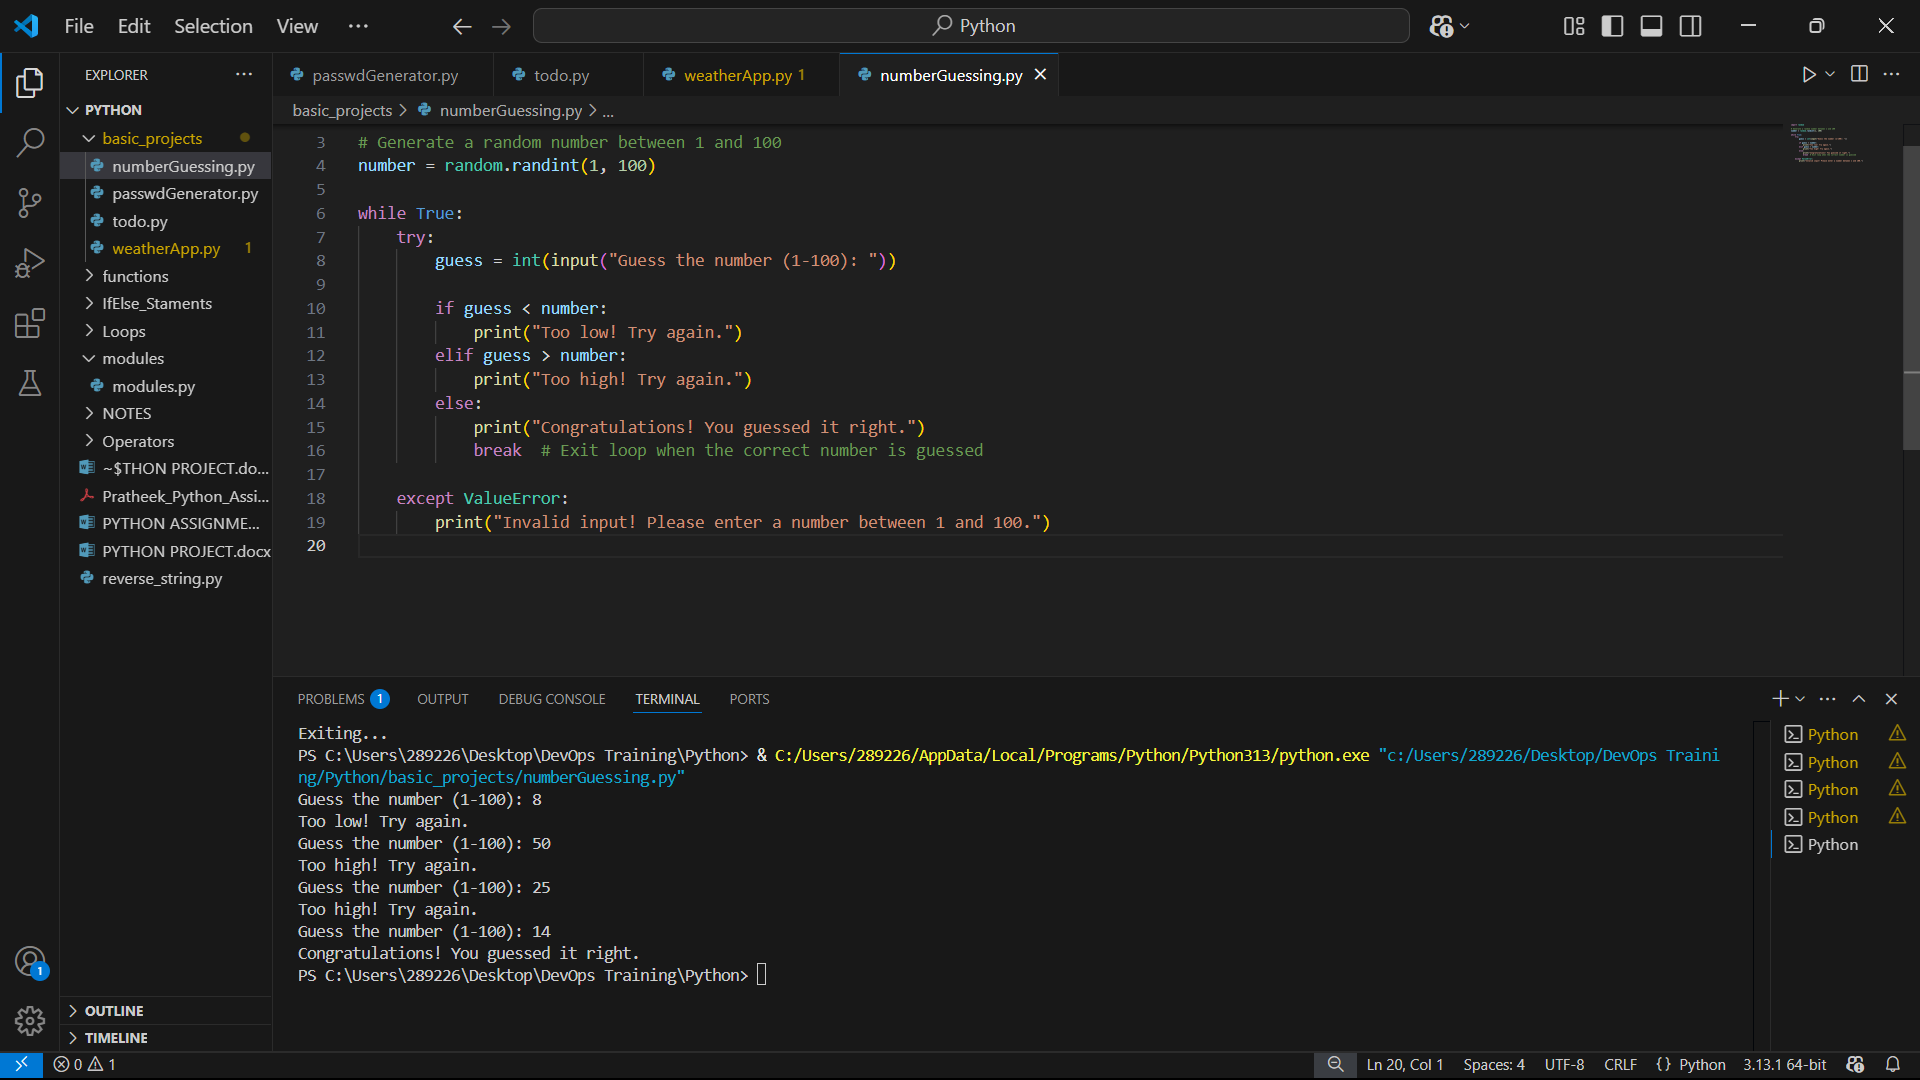 File Edit Selection View ...
Python
EXPLORER ...
PYTHON
basic_projects
numberGuessing.py
passwdGenerator.py
todo.py
weatherApp.py 1
functions
IfElse_Staments
Loops
modules
modules.py
NOTES
Operators
~$THON PROJECT.do...
Pratheek_Python_Assi...
PYTHON ASSIGNME...
PYTHON PROJECT.docx
reverse_string.py
OUTLINE
TIMELINE
passwdGenerator.py todo.py weatherApp.py 1 numberGuessing.py
basic_projects > numberGuessing.py > ...
3 # Generate a random number between 1 and 100
4 number = random.randint(1, 100)
5
6 while True:
7 try:
8 guess = int(input("Guess the number (1-100): "))
9
10 if guess < number:
11 print("Too low! Try again.")
12 elif guess > number:
13 print("Too high! Try again.")
14 else:
15 print("Congratulations! You guessed it right.")
16 break # Exit loop when the correct number is guessed
17
18 except ValueError:
19 print("Invalid input! Please enter a number between 1 and 100.")
20
PROBLEMS 1 OUTPUT DEBUG CONSOLE TERMINAL PORTS
Exiting...
PS C:\Users\289226\Desktop\DevOps Training\Python> & C:/Users/289226/AppData/Local/Programs/Python/Python313/python.exe "c:/Users/289226/Desktop/DevOps Traini
ng/Python/basic_projects/numberGuessing.py"
Guess the number (1-100): 8
Too low! Try again.
Guess the number (1-100): 50
Too high! Try again.
Guess the number (1-100): 25
Too high! Try again.
Guess the number (1-100): 14
Congratulations! You guessed it right.
PS C:\Users\289226\Desktop\DevOps Training\Python>
Python
Python
Python
Python
Python
1
0 1
Ln 20, Col 1 Spaces: 4 UTF-8 CRLF {} Python 3.13.1 64-bit